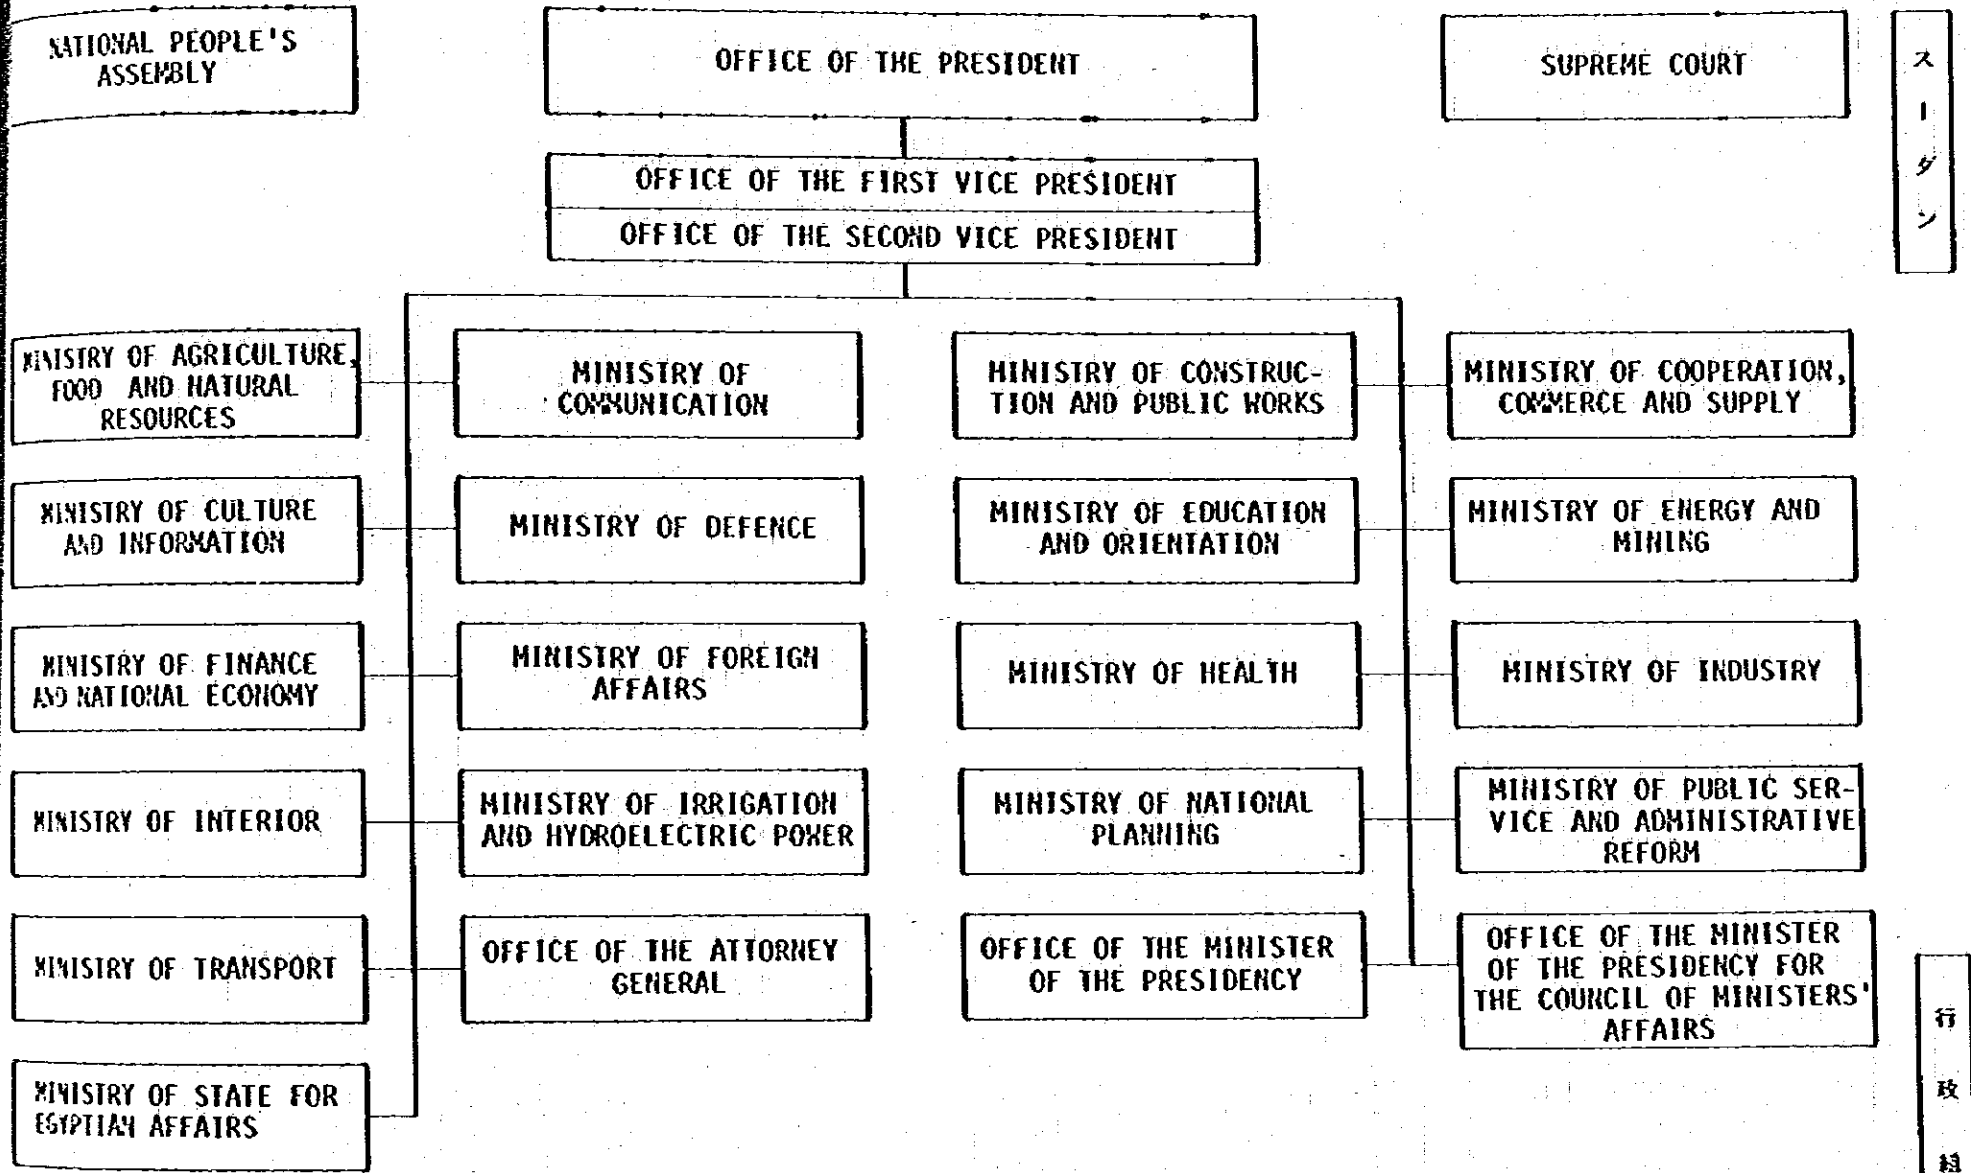 NATIONAL PEOPLE'S
ASSEMBLY
OFFICE OF THE PRESIDENT
SUPREME COURT
スーダン
OFFICE OF THE FIRST VICE PRESIDENT
OFFICE OF THE SECOND VICE PRESIDENT
MINISTRY OF AGRICULTURE,
FOOD AND NATURAL
RESOURCES
MINISTRY OF
COMMUNICATION
MINISTRY OF CONSTRUC-
TION AND PUBLIC WORKS
MINISTRY OF COOPERATION,
COMMERCE AND SUPPLY
MINISTRY OF CULTURE
AND INFORMATION
MINISTRY OF DEFENCE
MINISTRY OF EDUCATION
AND ORIENTATION
MINISTRY OF ENERGY AND
MINING
MINISTRY OF FINANCE
AND NATIONAL ECONOMY
MINISTRY OF FOREIGN
AFFAIRS
MINISTRY OF HEALTH
MINISTRY OF INDUSTRY
MINISTRY OF INTERIOR
MINISTRY OF IRRIGATION
AND HYDROELECTRIC POWER
MINISTRY OF NATIONAL
PLANNING
MINISTRY OF PUBLIC SER-
VICE AND ADMINISTRATIVE
REFORM
MINISTRY OF TRANSPORT
OFFICE OF THE ATTORNEY
GENERAL
OFFICE OF THE MINISTER
OF THE PRESIDENCY
OFFICE OF THE MINISTER
OF THE PRESIDENCY FOR
THE COUNCIL OF MINISTERS'
AFFAIRS
MINISTRY OF STATE FOR
EGYPTIAN AFFAIRS
行政組